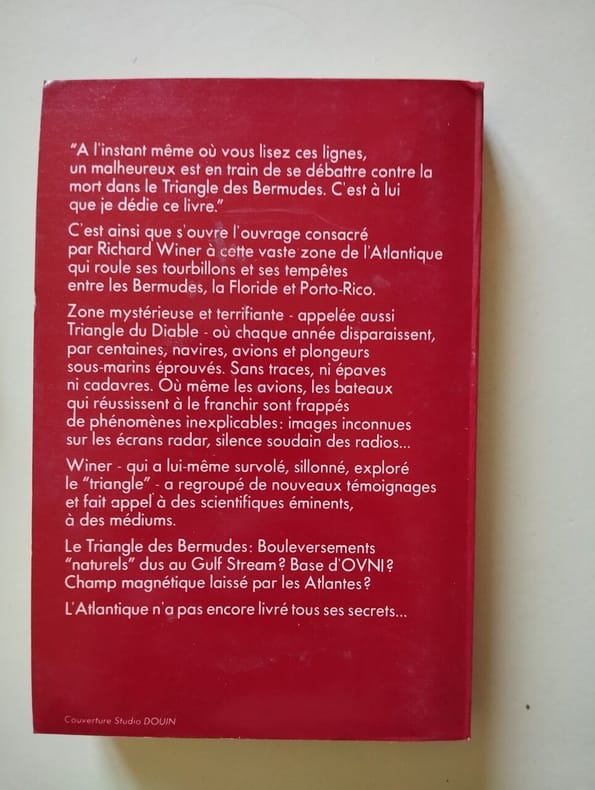 “A l'instant même où vous lisez ces lignes,
un malheureux est en train de se débattre contre la
mort dans le Triangle des Bermudes. C'est à lui
que je dédie ce livre.”
C'est ainsi que s'ouvre l'ouvrage consacré
par Richard Winer à cette vaste zone de l'Atlantique
qui roule ses tourbillons et ses tempêtes
entre les Bermudes, la Floride et Porto-Rico.
Zone mystérieuse et terrifiante - appelée aussi
Triangle du Diable - où chaque année disparaissent,
par centaines, navires, avions et plongeurs
sous-marins éprouvés. Sans traces, ni épaves
ni cadavres. Où même les avions, les bateaux
qui réussissent à le franchir sont frappés
de phénomènes inexplicables: images inconnues
sur les écrans radar, silence soudain des radios...
Winer - qui a lui-même survolé, sillonné, exploré
le “triangle” - a regroupé de nouveaux témoignages
et fait appel à des scientifiques éminents,
à des médiums.
Le Triangle des Bermudes: Bouleversements
“naturels” dus au Gulf Stream? Base d'OVNI?
Champ magnétique laissé par les Atlantes?
L'Atlantique n'a pas encore livré tous ses secrets...
Couverture Studio DOUIN